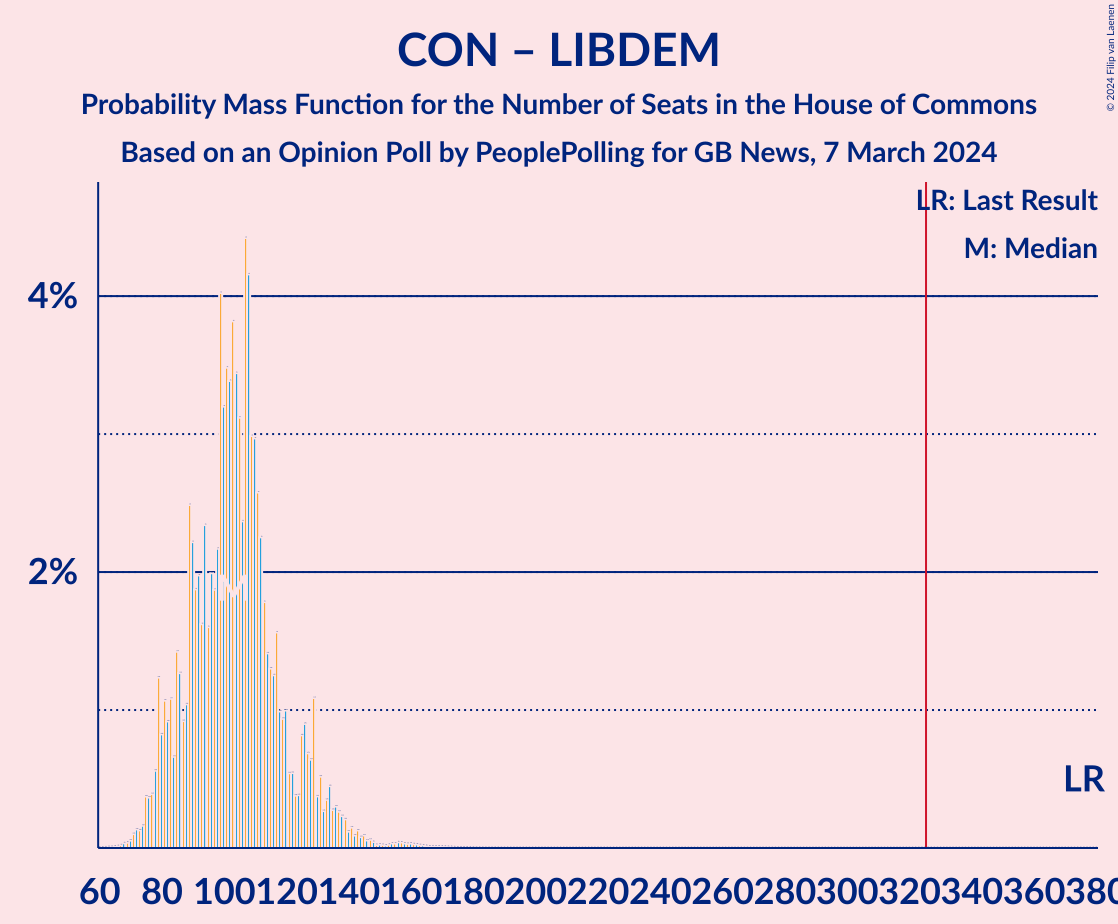 CON – LIBDEM
Probability Mass Function for the Number of Seats in the House of Commons
Based on an Opinion Poll by PeoplePolling for GB News, 7 March 2024
© 2024 Filip van Laenen
LR: Last Result
M: Median
4%
2%
M
LR
60 80 100 120 140 160 180 200 220 240 260 280 300 320 340 360 380